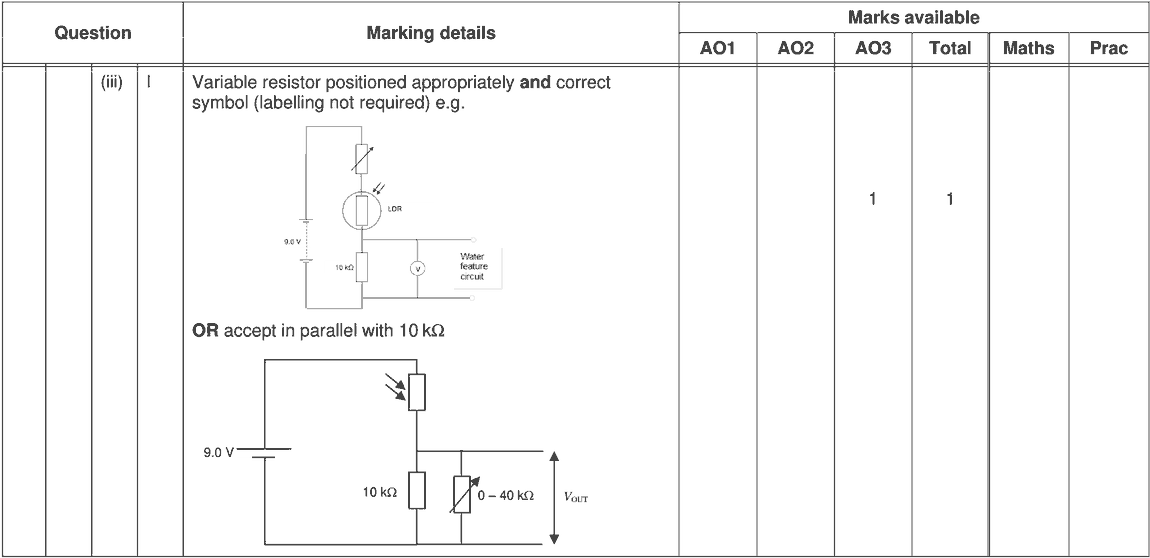 Question
Marking details
Marks available
AO1 AO2 AO3 Total Maths Prac
(iii) I Variable resistor positioned appropriately and correct
symbol (labelling not required) e.g.
LDR
9.0 V
10 kΩ
V
Water
feature
circuit
1 1
OR accept in parallel with 10 kΩ
9.0 V
10 kΩ
0 – 40 kΩ
VOUT